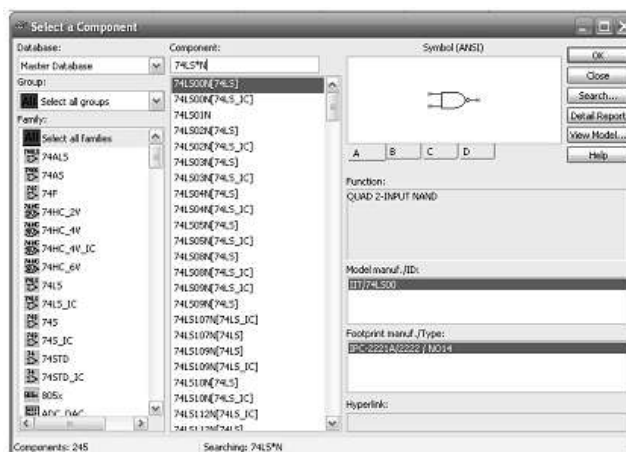 Select a Component
Database:
Master Database
Group:
All Select all groups
Family:
All Select all families
74ALS
74AS
74F
74HC_2V
74HC_4V
74HC_4V_IC
74HC_6V
74LS
74LS_IC
74S
74S_IC
74STD
74STD_IC
805x
ADC_DAC
Component:
74LS*N
74LS00N[74LS]
74LS00N[74LS_IC]
74LS01N
74LS02N[74LS]
74LS02N[74LS_IC]
74LS03N[74LS]
74LS03N[74LS_IC]
74LS04N[74LS]
74LS04N[74LS_IC]
74LS05N[74LS]
74LS05N[74LS_IC]
74LS08N[74LS]
74LS08N[74LS_IC]
74LS09N[74LS_IC]
74LS09N[74LS]
74LS107N[74LS_IC]
74LS107N[74LS]
74LS109N[74LS]
74LS109N[74LS_IC]
74LS10N[74LS]
74LS10N[74LS_IC]
74LS112N[74LS_IC]
74LS112N[74LS]
Symbol (ANSI)
A B C D
Function:
QUAD 2-INPUT NAND
Model manuf./ID:
IIT/74LS00
Footprint manuf./Type:
IPC-2221A/2222 / NO14
Hyperlink:
OK
Close
Search...
Detail Report
View Model...
Help
Components: 245
Searching: 74LS*N